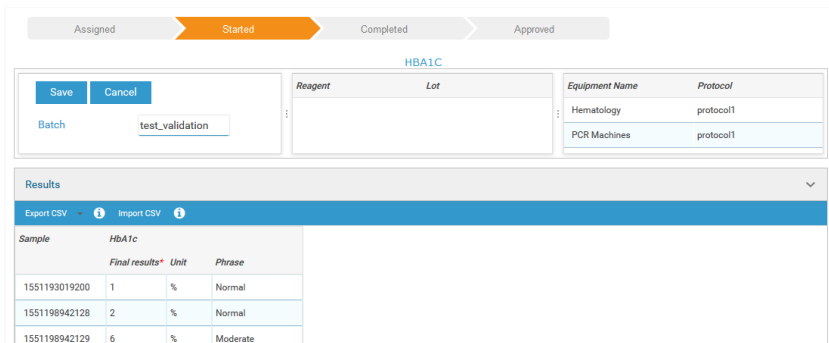 Assigned Started Completed Approved
HBA1C
Save Cancel
Batch test_validation
Reagent Lot
Equipment Name Protocol
Hematology protocol1
PCR Machines protocol1
Results
Export CSV i Import CSV i
Sample HbA1c
Final results* Unit Phrase
1551193019200 1 % Normal
1551198942128 2 % Normal
1551198942129 6 % Moderate